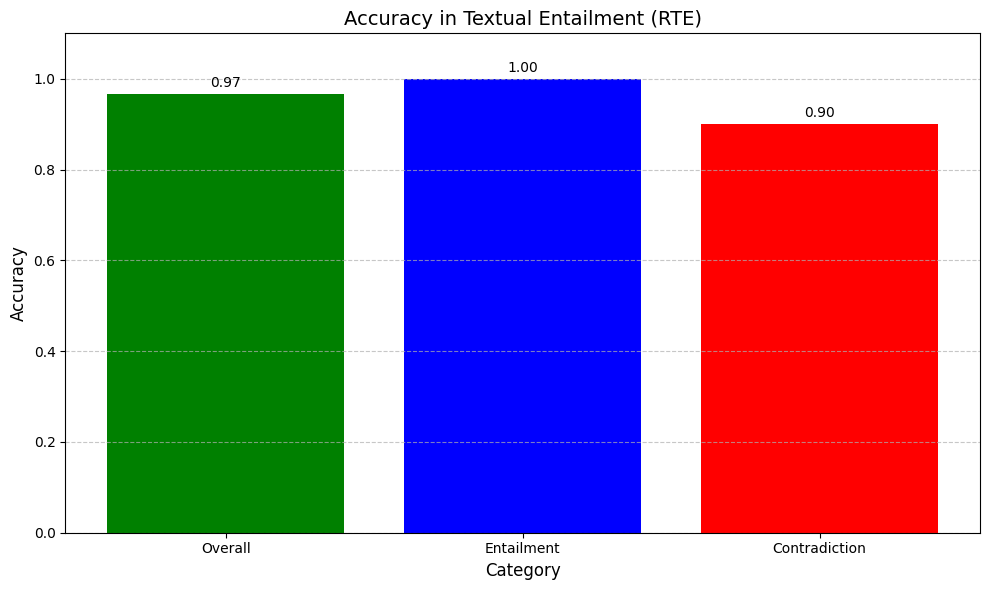 Accuracy in Textual Entailment (RTE)
Accuracy
1.0
0.8
0.6
0.4
0.2
0.0
0.97
1.00
0.90
Overall
Entailment
Contradiction
Category